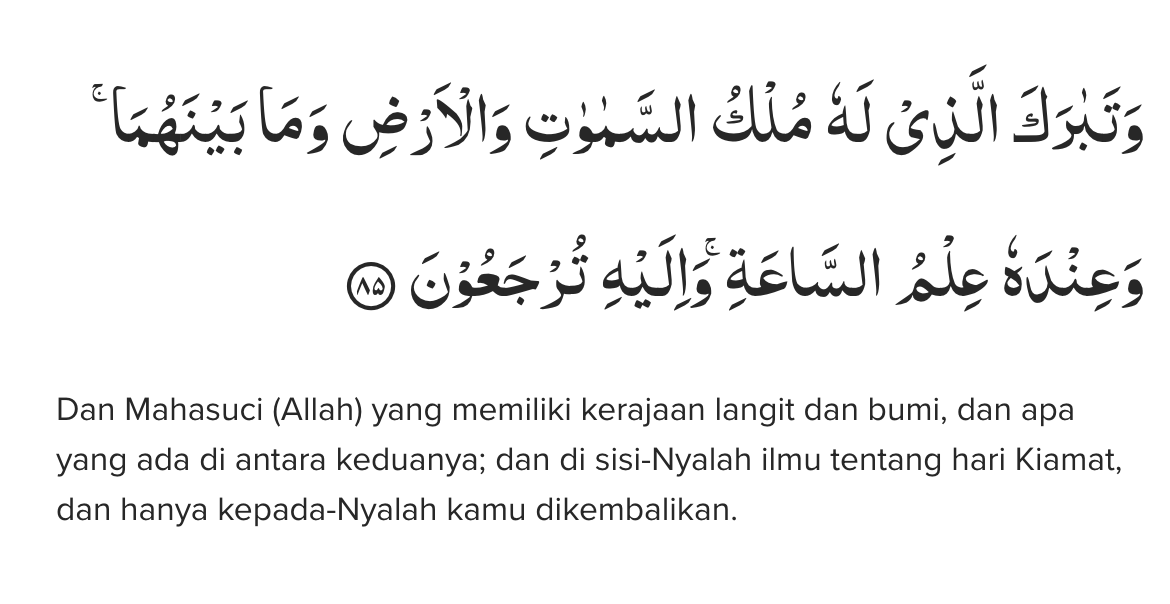 وَتَبٰرَكَ الَّذِيْ لَهٗ مُلْكُ السَّمٰوٰتِ وَالْاَرْضِ وَمَا بَيْنَهُمَا ۚ
وَعِنْدَهٗ عِلْمُ السَّاعَةِ ۚوَاِلَيْهِ تُرْجَعُوْنَ ۝٨٥
Dan Mahasuci (Allah) yang memiliki kerajaan langit dan bumi, dan apa
yang ada di antara keduanya; dan di sisi-Nyalah ilmu tentang hari Kiamat,
dan hanya kepada-Nyalah kamu dikembalikan.